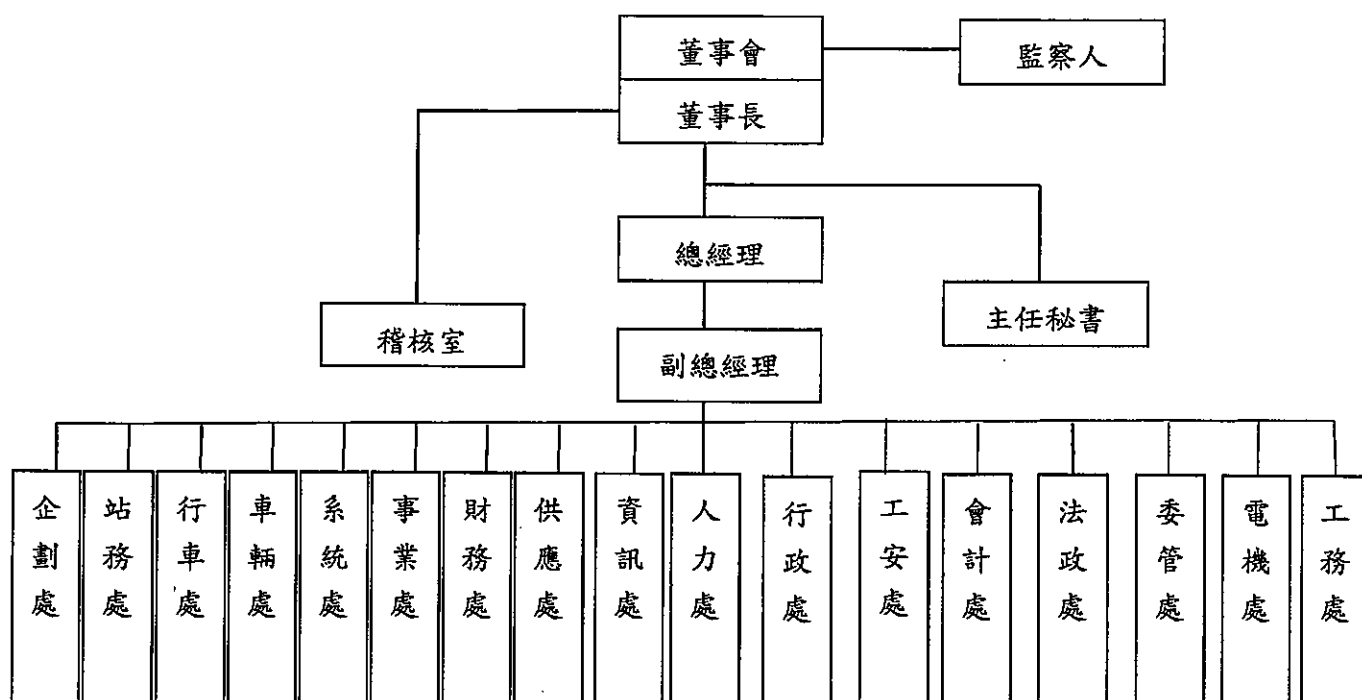 董事會
監察人
董事長
總經理
主任秘書
稽核室
副總經理
企劃處
站務處
行車處
車輛處
系統處
事業處
財務處
供應處
資訊處
人力處
行政處
工安處
會計處
法政處
委管處
電機處
工務處